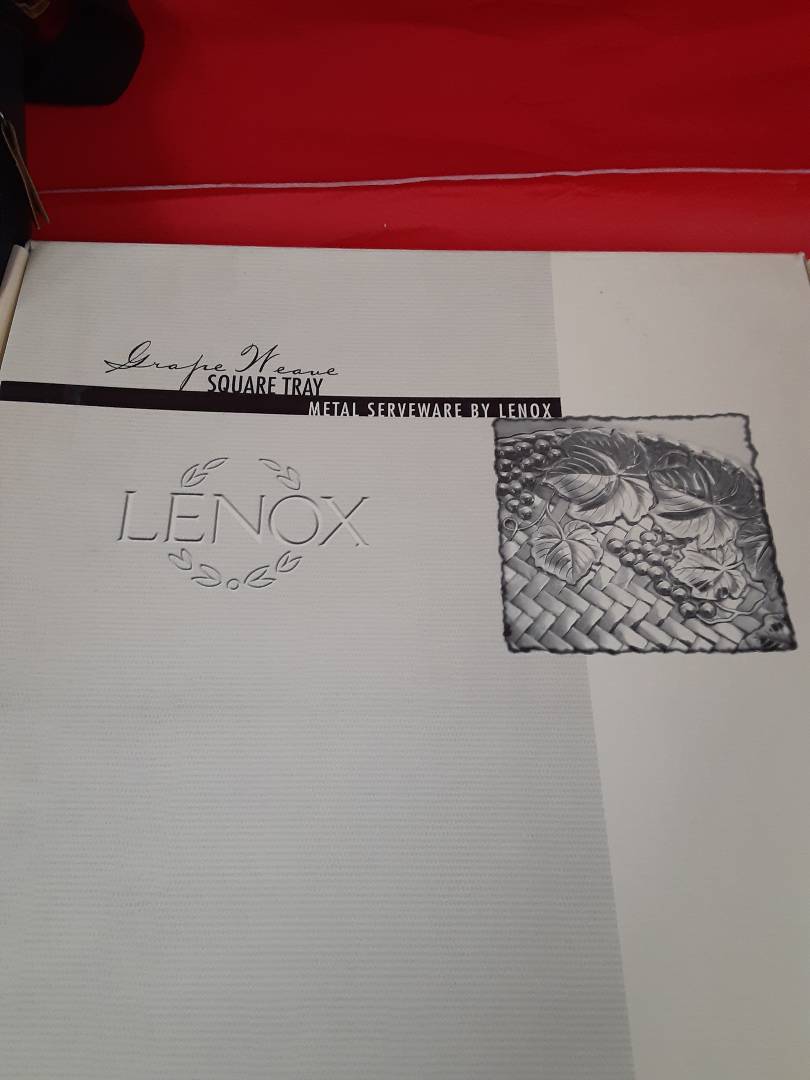 Grape Weave
SQUARE TRAY
METAL SERVEWARE BY LENOX
LENOX